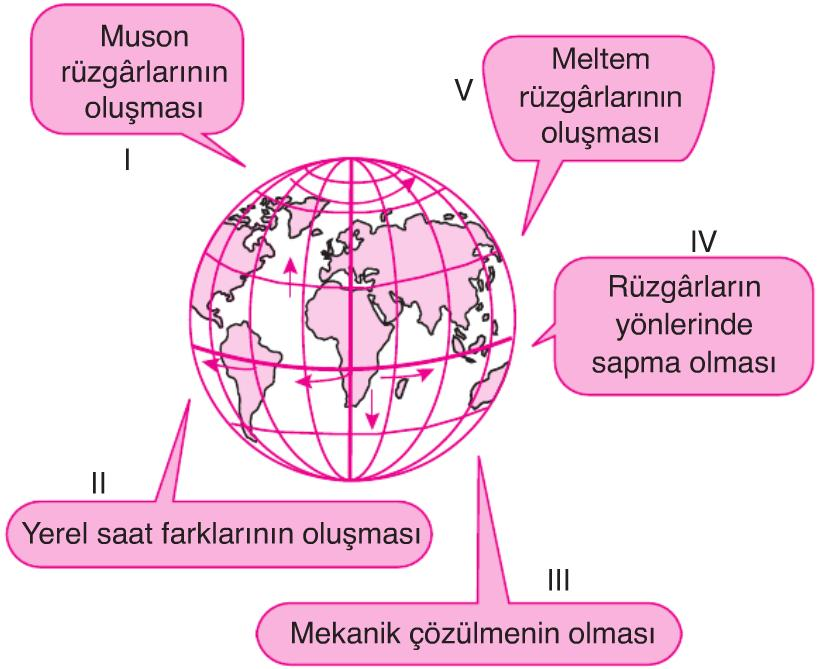 Muson
rüzgârlarının
oluşması
I
Meltem
rüzgârlarının
oluşması
V
IV
Rüzgârların
yönlerinde
sapma olması
II
Yerel saat farklarının oluşması
III
Mekanik çözülmenin olması